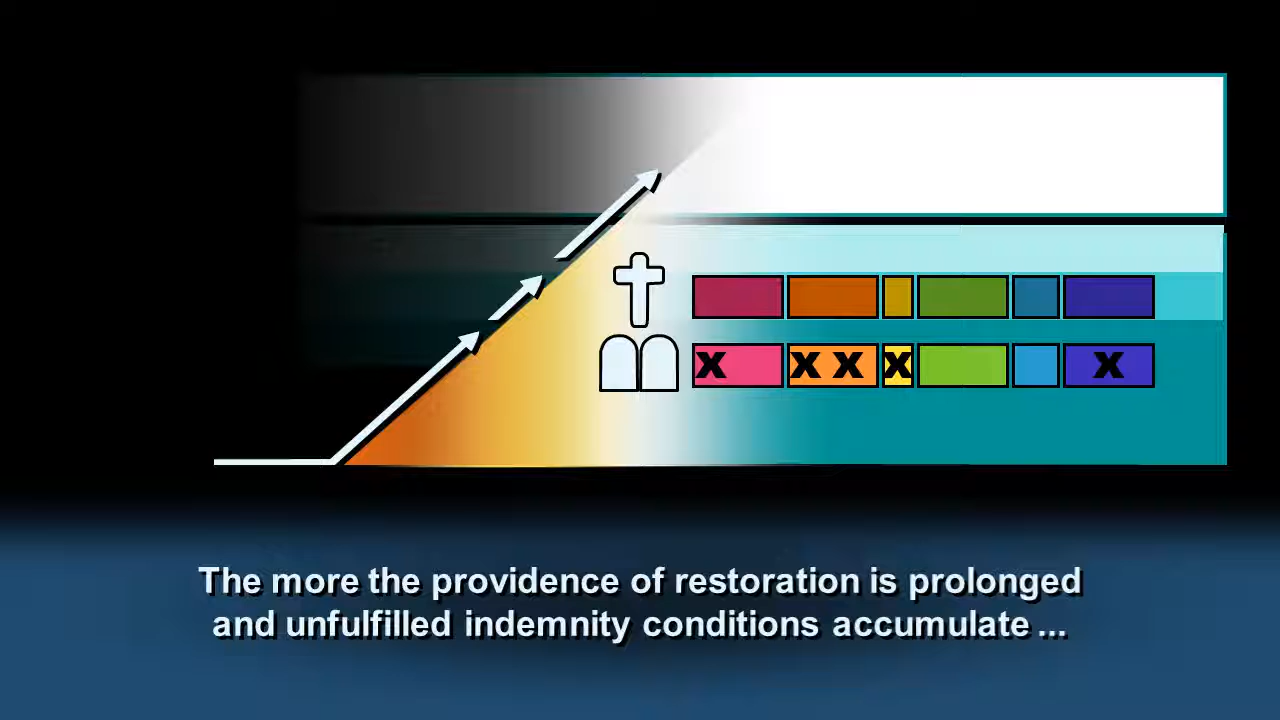 X X X X X
The more the providence of restoration is prolonged
and unfulfilled indemnity conditions accumulate ...